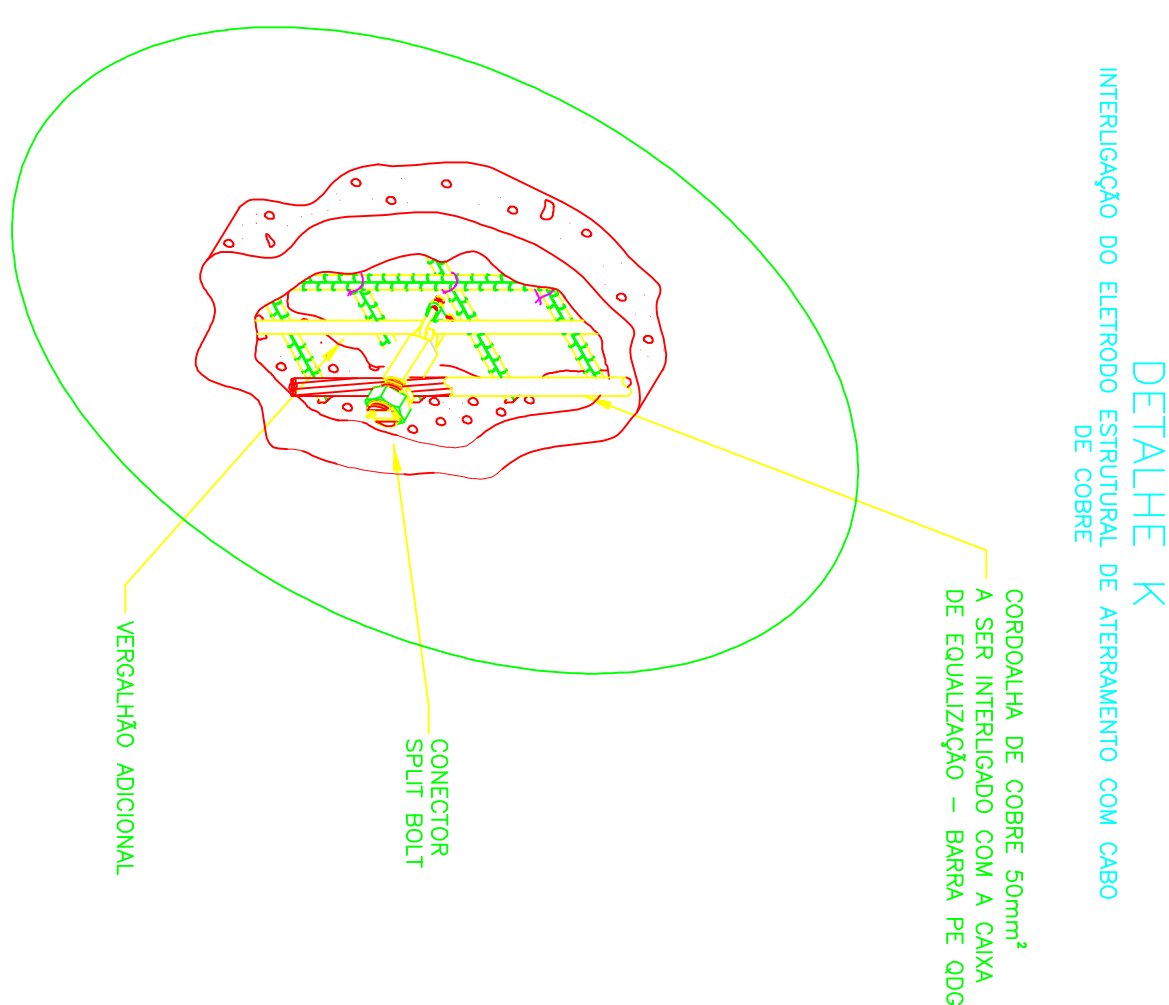 DETALHE K
INTERLIGAÇÃO DO ELETRODO ESTRUTURAL DE ATERRAMENTO COM CABO
DE COBRE
CORDOALHA DE COBRE 50mm²
A SER INTERLIGADO COM A CAIXA
DE EQUALIZAÇÃO - BARRA PE QDG
CONECTOR
SPLIT BOLT
VERGALHÃO ADICIONAL